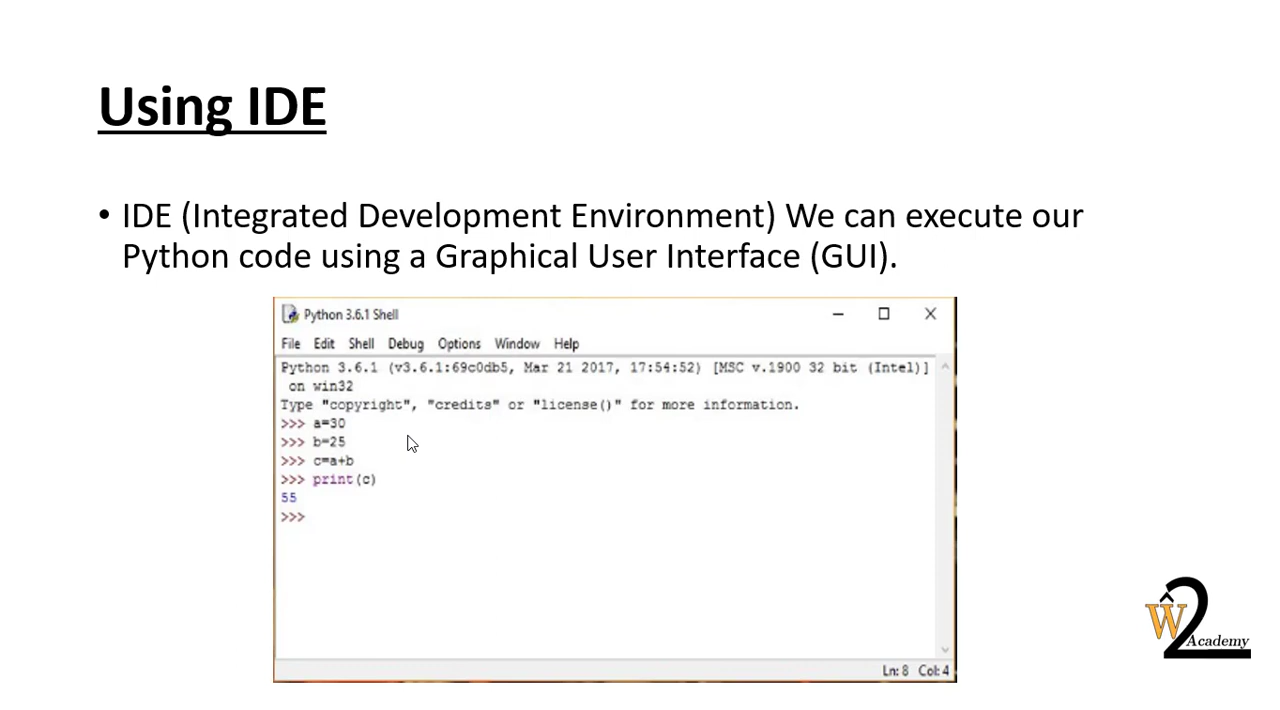 Using IDE
• IDE (Integrated Development Environment) We can execute our
Python code using a Graphical User Interface (GUI).
Python 3.6.1 Shell
File Edit Shell Debug Options Window Help
Python 3.6.1 (v3.6.1:69c0db5, Mar 21 2017, 17:54:52) [MSC v.1900 32 bit (Intel)]
on win32
Type "copyright", "credits" or "license()" for more information.
>>> a=30
>>> b=25
>>> c=a+b
>>> print(c)
55
>>>
Ln: 8 Col: 4
Ŵ2
Academy